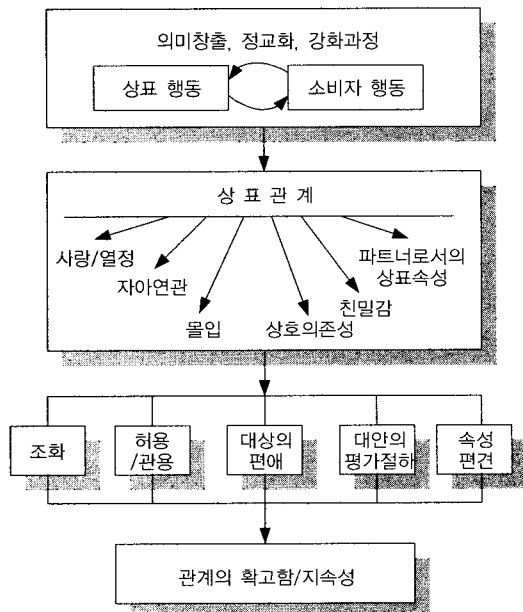 의미창출, 정교화, 강화과정
상표 행동
소비자 행동
상 표 관 계
사랑/열정
자아연관
몰입
상호의존성
친밀감
파트너로서의
상표속성
조화
허용
/관용
대상의
편애
대안의
평가절하
속성
편견
관계의 확고함/지속성